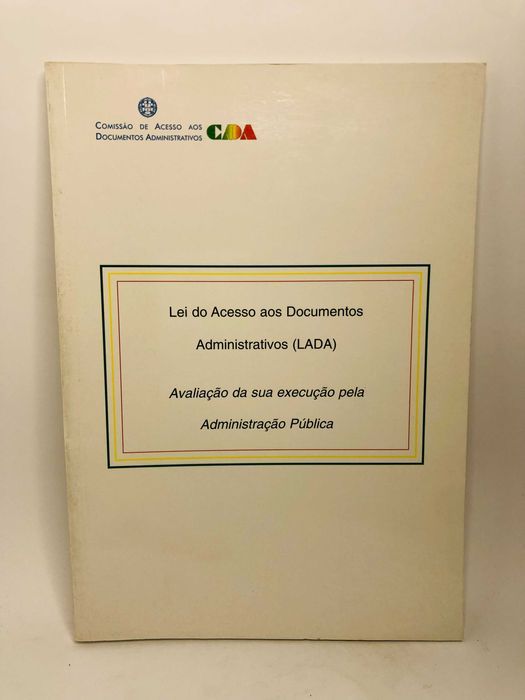 Comissão de Acesso aos
Documentos Administrativos
CADA
Lei do Acesso aos Documentos
Administrativos (LADA)
Avaliação da sua execução pela
Administração Pública